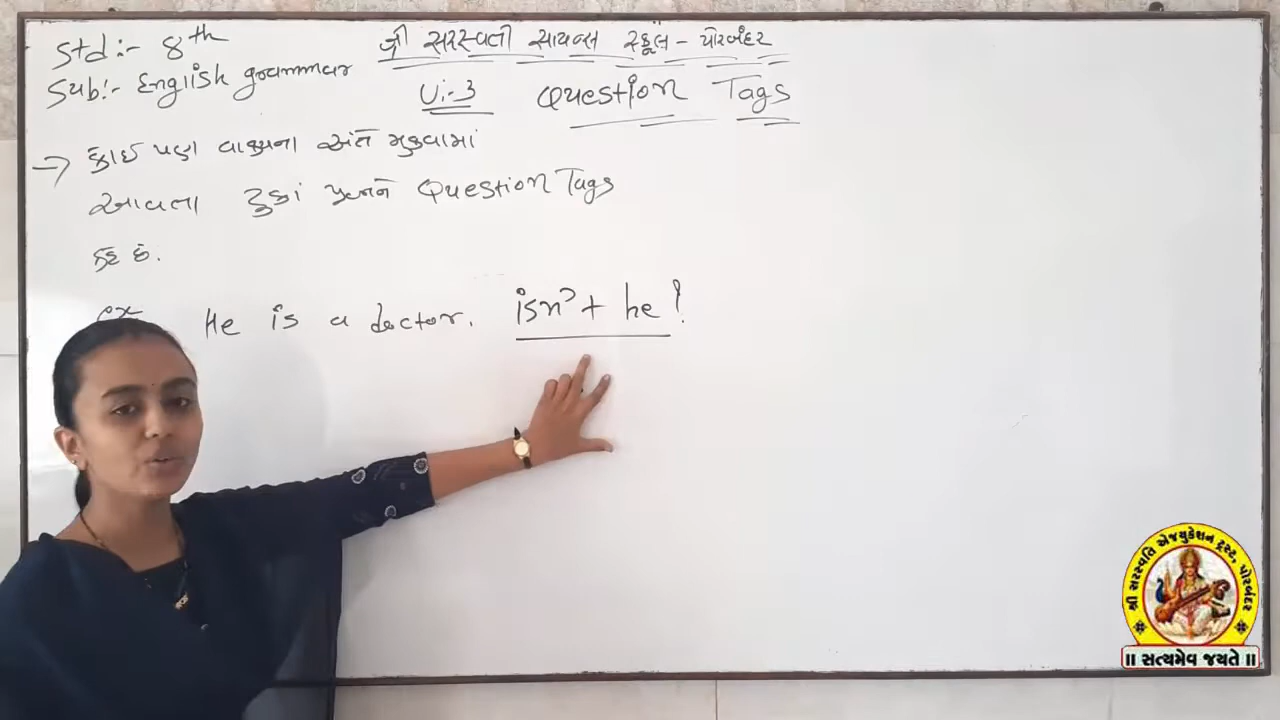 Std :- 8th
શ્રી સરસ્વતી સાયન્સ સ્કૂલ - પોરબંદર
Sub:- English grammar
U:-3 Question Tags
→ કોઈ પણ વાક્યના અંતે મુકવામાં
આવતા ટુકાં પ્રશ્નને Question Tags
કહે છે.
ex He is a doctor. isn't he?
શ્રી સરસ્વતિ એજ્યુકેશન ટ્રસ્ટ, પોરબંદર
॥ સત્યમેવ જયતે ॥